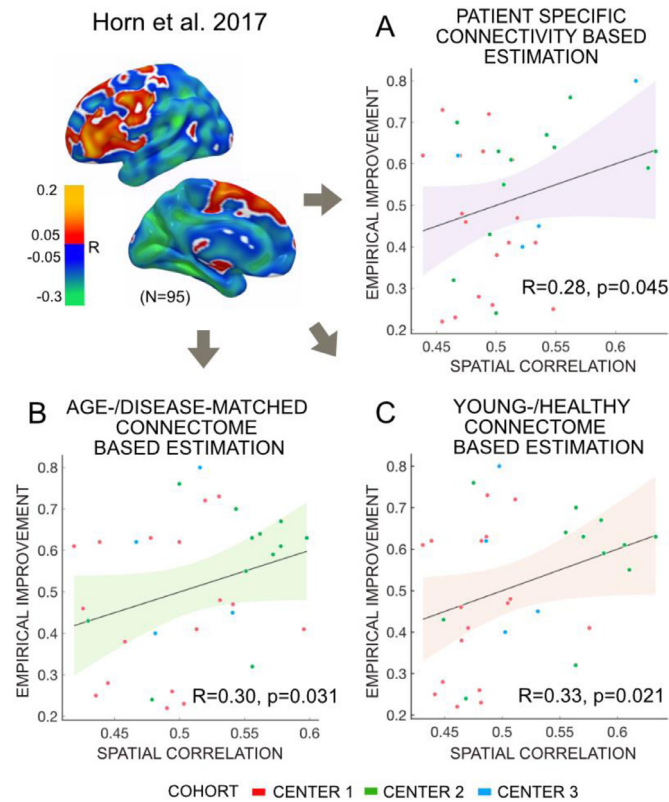 Horn et al. 2017
0.2
0.05
-0.05
-0.3
R
(N=95)
A
PATIENT SPECIFIC
CONNECTIVITY BASED
ESTIMATION
EMPIRICAL IMPROVEMENT
0.8
0.7
0.6
0.5
0.4
0.3
0.2
R=0.28, p=0.045
0.45
0.5
0.55
0.6
SPATIAL CORRELATION
B
AGE-/DISEASE-MATCHED
CONNECTOME
BASED ESTIMATION
EMPIRICAL IMPROVEMENT
0.8
0.7
0.6
0.5
0.4
0.3
0.2
R=0.30, p=0.031
0.45
0.5
0.55
0.6
SPATIAL CORRELATION
C
YOUNG-/HEALTHY
CONNECTOME
BASED ESTIMATION
EMPIRICAL IMPROVEMENT
0.8
0.7
0.6
0.5
0.4
0.3
0.2
R=0.33, p=0.021
0.45
0.5
0.55
0.6
SPATIAL CORRELATION
COHORT CENTER 1 CENTER 2 CENTER 3